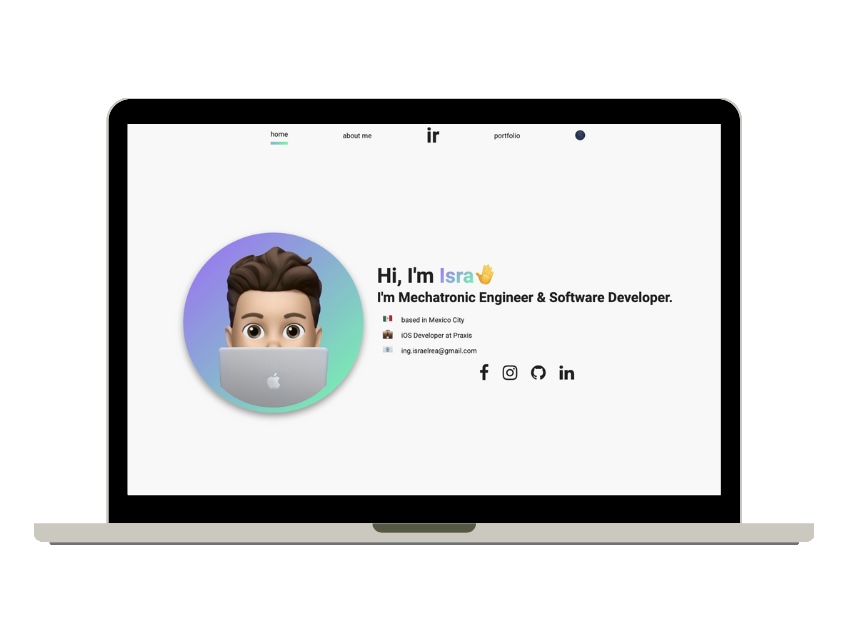 home about me ir portfolio
Hi, I'm Isra
I'm Mechatronic Engineer & Software Developer.
based in Mexico City
iOS Developer at Praxis
ing.israelrea@gmail.com